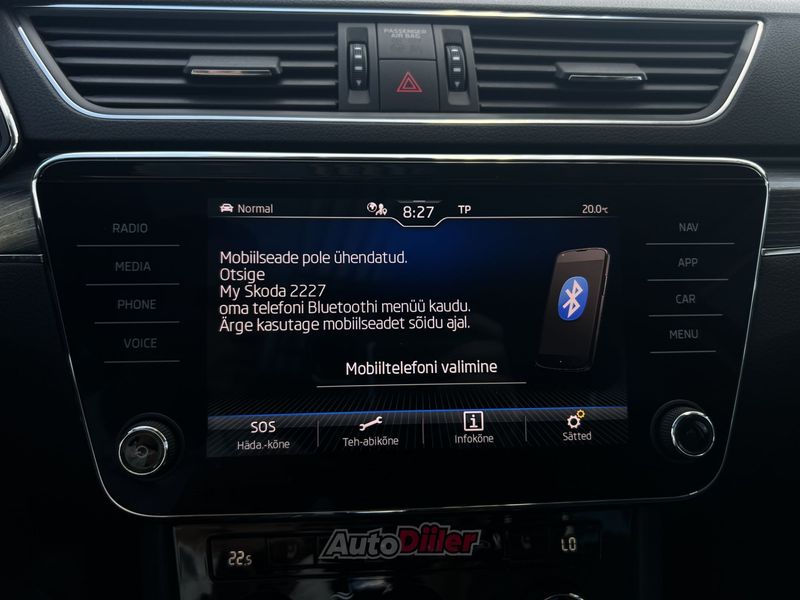 PASSENGER
AIR BAG
Normal
8:27
TP
20.0°C
RADIO
MEDIA
PHONE
VOICE
Mobiilseade pole ühendatud.
Otsige
My Skoda 2227
oma telefoni Bluetoothi menüü kaudu.
Ärge kasutage mobiilseadet sõidu ajal.
Mobiiltelefoni valimine
NAV
APP
CAR
MENU
SOS
Häda.-kõne
Teh-abikõne
i
Infokõne
Sätted
AutoDiiler
22.5
LO